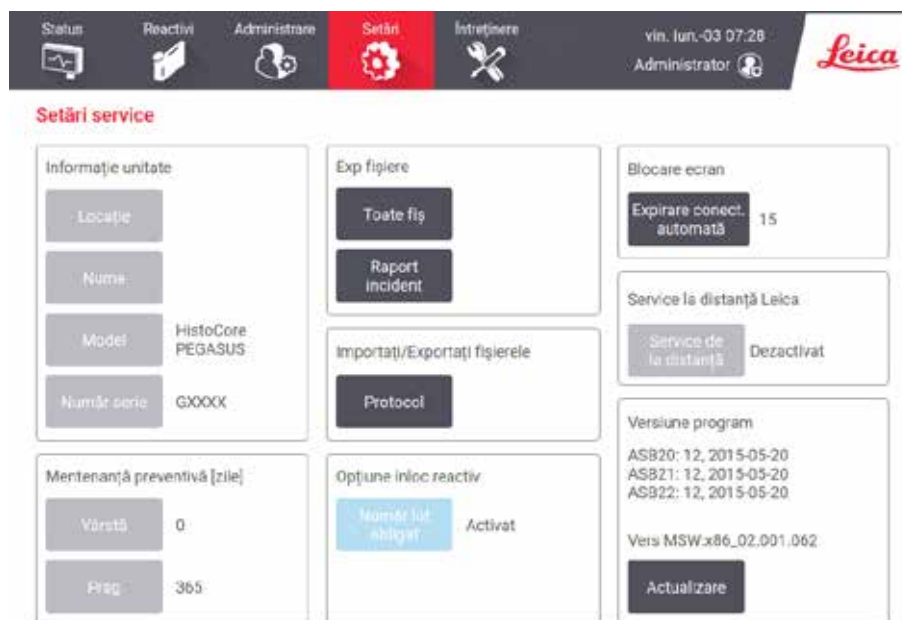 Status
Reactivi
Administrare
Setări
Întreținere
vin. Iun.-03 07:28
Administrator
Leica
Setări service
Informație unitate
Locație
Nume
Model
HistoCore
PEGASUS
Număr serie
GXXXX
Mentenanță preventivă [zile]
Vârstă
0
Prag
365
Exp fișiere
Toate fiș
Raport
incident
Importați/Exportați fișierele
Protocol
Opțiune inloc reactiv
Număr lot
obligat
Activat
Blocare ecran
Expirare conect.
automată
15
Service la distanță Leica
Service de
la distanță
Dezactivat
Versiune program
ASB20: 12, 2015-05-20
ASB21: 12, 2015-05-20
ASB22: 12, 2015-05-20
Vers MSW.x86_02.001.062
Actualizare